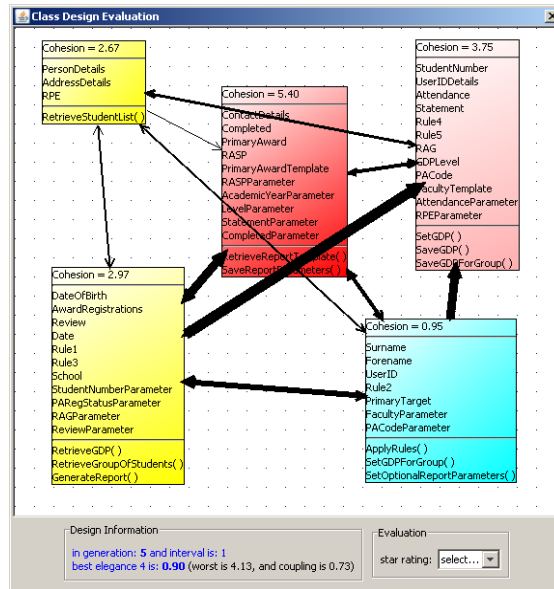 Class Design Evaluation
Cohesion = 2.67
PersonDetails
AddressDetails
RPE
RetrieveStudentList( )
Cohesion = 5.40
ContactDetails
Completed
PrimaryAward
RASP
PrimaryAwardTemplate
RASPParameter
AcademicYearParameter
LevelParameter
StatementParameter
CompletedParameter
RetrieveReportTemplate( )
SaveReportParameters( )
Cohesion = 3.75
StudentNumber
UserIDDetails
Attendance
Statement
Rule4
Rule5
RAG
GDPLevel
PACode
FacultyTemplate
AttendanceParameter
RPEParameter
SetGDP( )
SaveGDP( )
SaveGDPForGroup( )
Cohesion = 2.97
DateOfBirth
AwardRegistrations
Review
Date
Rule1
Rule3
School
StudentNumberParameter
PARegStatusParameter
RAGParameter
ReviewParameter
RetrieveGDP( )
RetrieveGroupOfStudents( )
GenerateReport( )
Cohesion = 0.95
Surname
Forename
UserID
Rule2
PrimaryTarget
FacultyParameter
PACodeParameter
ApplyRules( )
SetGDPForGroup( )
SetOptionalReportParameters( )
Design Information
in generation: 5 and interval is: 1
best elegance 4 is: 0.90 (worst is 4.13, and coupling is 0.73)
Evaluation
star rating: select...